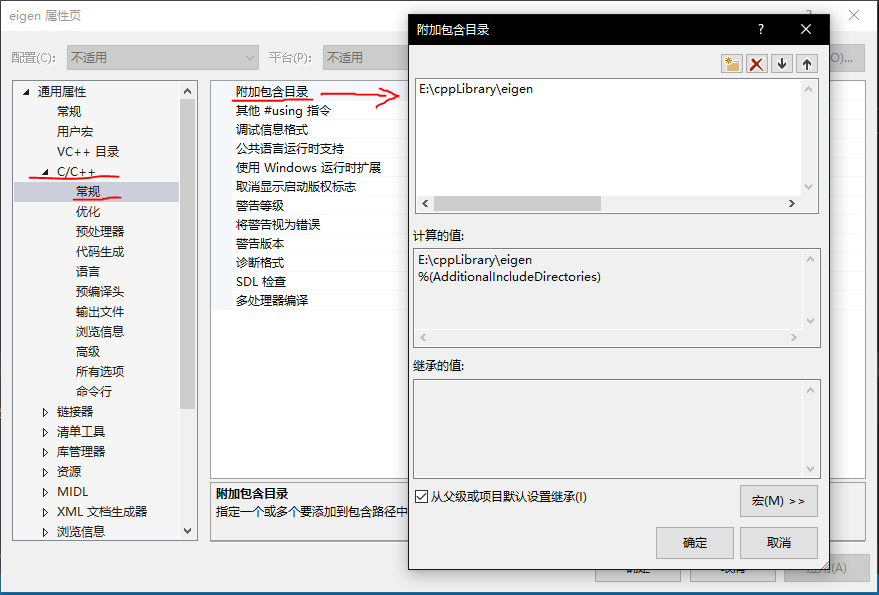 eigen 属性页
附加包含目录
?
配置(C):
不适用
平台(P):
不适用
通用属性
常规
用户宏
VC++ 目录
C/C++
常规
优化
预处理器
代码生成
语言
预编译头
输出文件
浏览信息
高级
所有选项
命令行
链接器
清单工具
库管理器
资源
MIDL
XML 文档生成器
浏览信息
附加包含目录
其他 #using 指令
调试信息格式
公共语言运行时支持
使用 Windows 运行时扩展
取消显示启动版权标志
警告等级
将警告视为错误
警告版本
诊断格式
SDL 检查
多处理器编译
附加包含目录
指定一个或多个要添加到包含路径中
E:\cppLibrary\eigen
计算的值:
E:\cppLibrary\eigen
%(AdditionalIncludeDirectories)
继承的值:
从父级或项目默认设置继承(I)
宏(M) >>
确定
取消